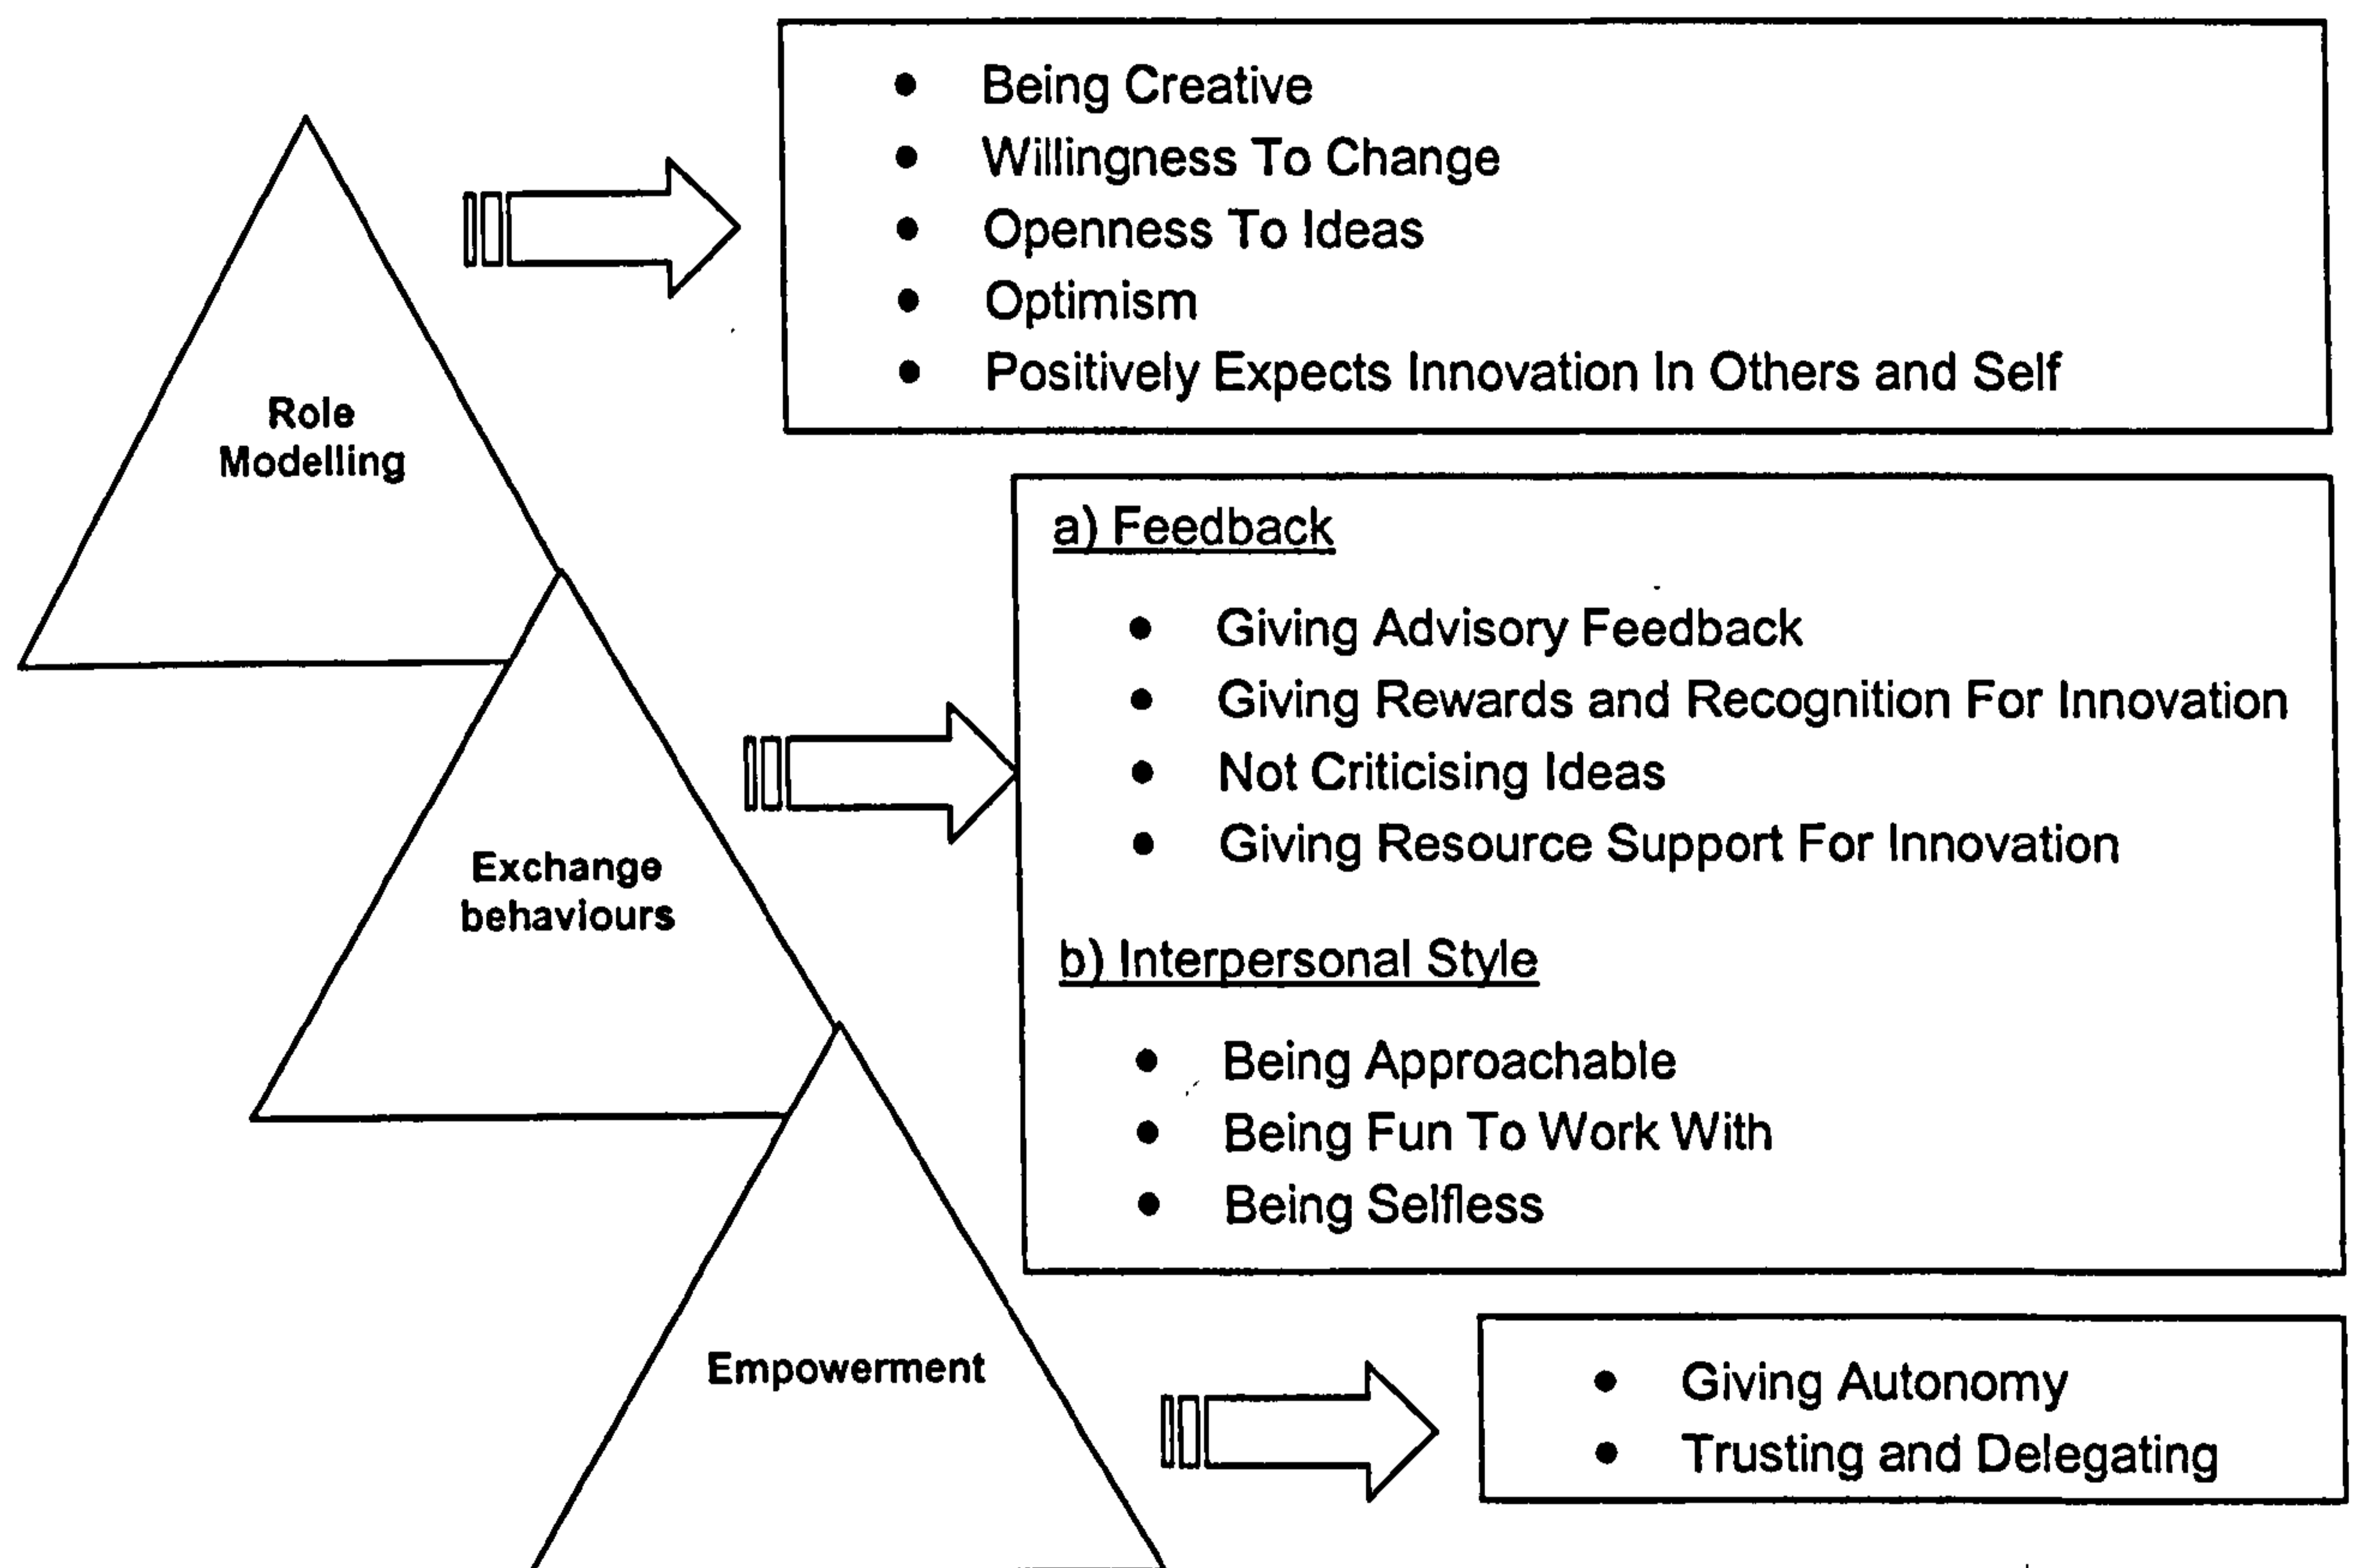 Being Creative
Willingness To Change
Openness To Ideas
Optimism
Positively Expects Innovation In Others and Self
Role
Modelling
a) Feedback
Giving Advisory Feedback
Giving Rewards and Recognition For Innovation
Not Criticising Ideas
Giving Resource Support For Innovation
Exchange
behaviours
b) Interpersonal Style
Being Approachable
Being Fun To Work With
Being Selfless
Empowerment
Giving Autonomy
Trusting and Delegating